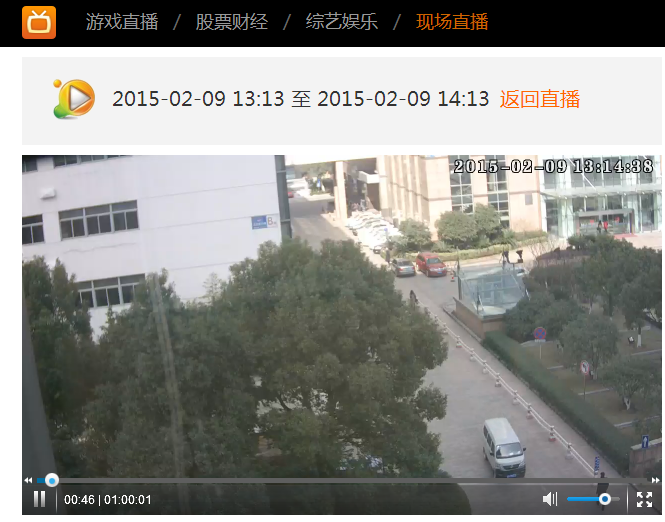 游戏直播 / 股票财经 / 综艺娱乐 / 现场直播
2015-02-09 13:13 至 2015-02-09 14:13 返回直播
2015-02-09 13:14:38
00:46 | 01:00:01